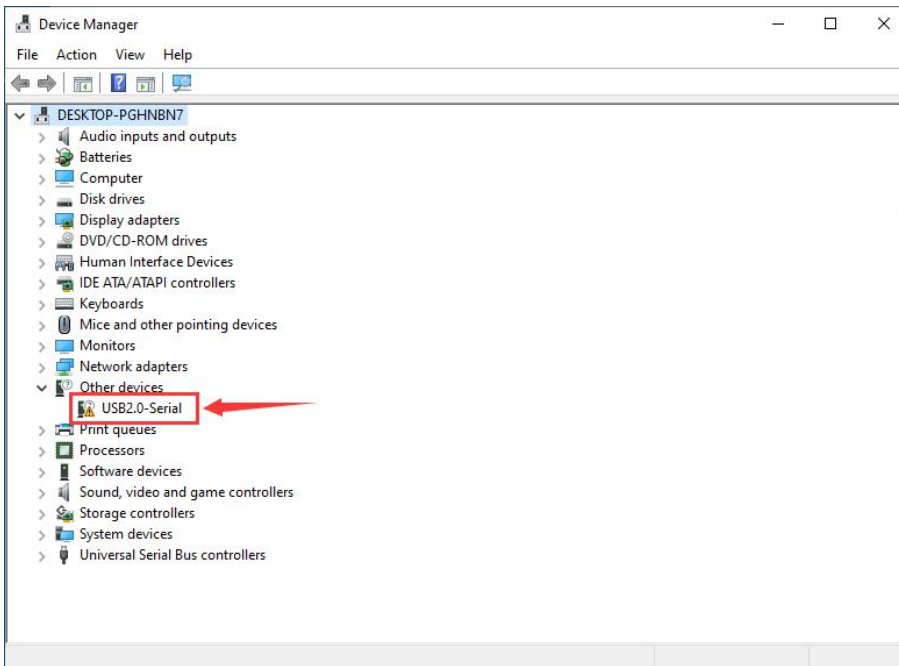 Device Manager
File Action View Help
DESKTOP-PGHNBN7
Audio inputs and outputs
Batteries
Computer
Disk drives
Display adapters
DVD/CD-ROM drives
Human Interface Devices
IDE ATA/ATAPI controllers
Keyboards
Mice and other pointing devices
Monitors
Network adapters
Other devices
USB2.0-Serial
Print queues
Processors
Software devices
Sound, video and game controllers
Storage controllers
System devices
Universal Serial Bus controllers